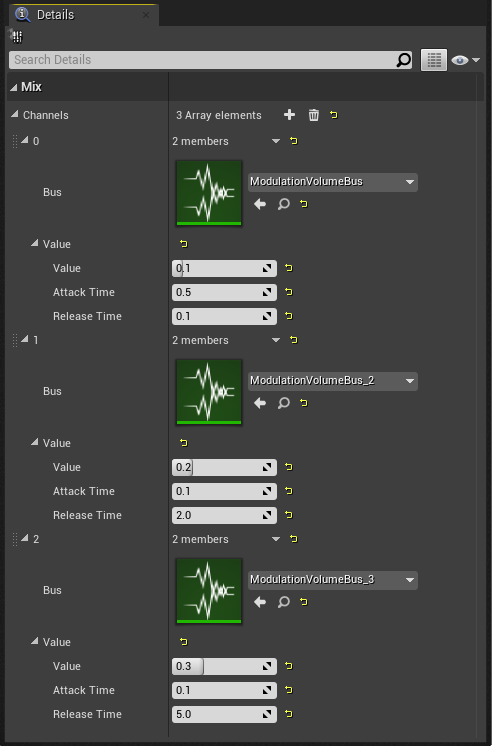 Details
Search Details
Mix
Channels 3 Array elements
0 2 members
Bus ModulationVolumeBus
Value
Value 0.1
Attack Time 0.5
Release Time 0.1
1 2 members
Bus ModulationVolumeBus_2
Value
Value 0.2
Attack Time 0.1
Release Time 2.0
2 2 members
Bus ModulationVolumeBus_3
Value
Value 0.3
Attack Time 0.1
Release Time 5.0